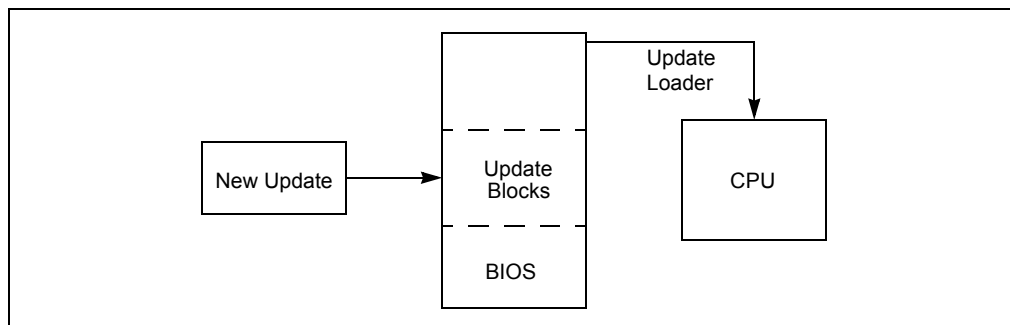 Update
Loader
New Update
Update
Blocks
CPU
BIOS